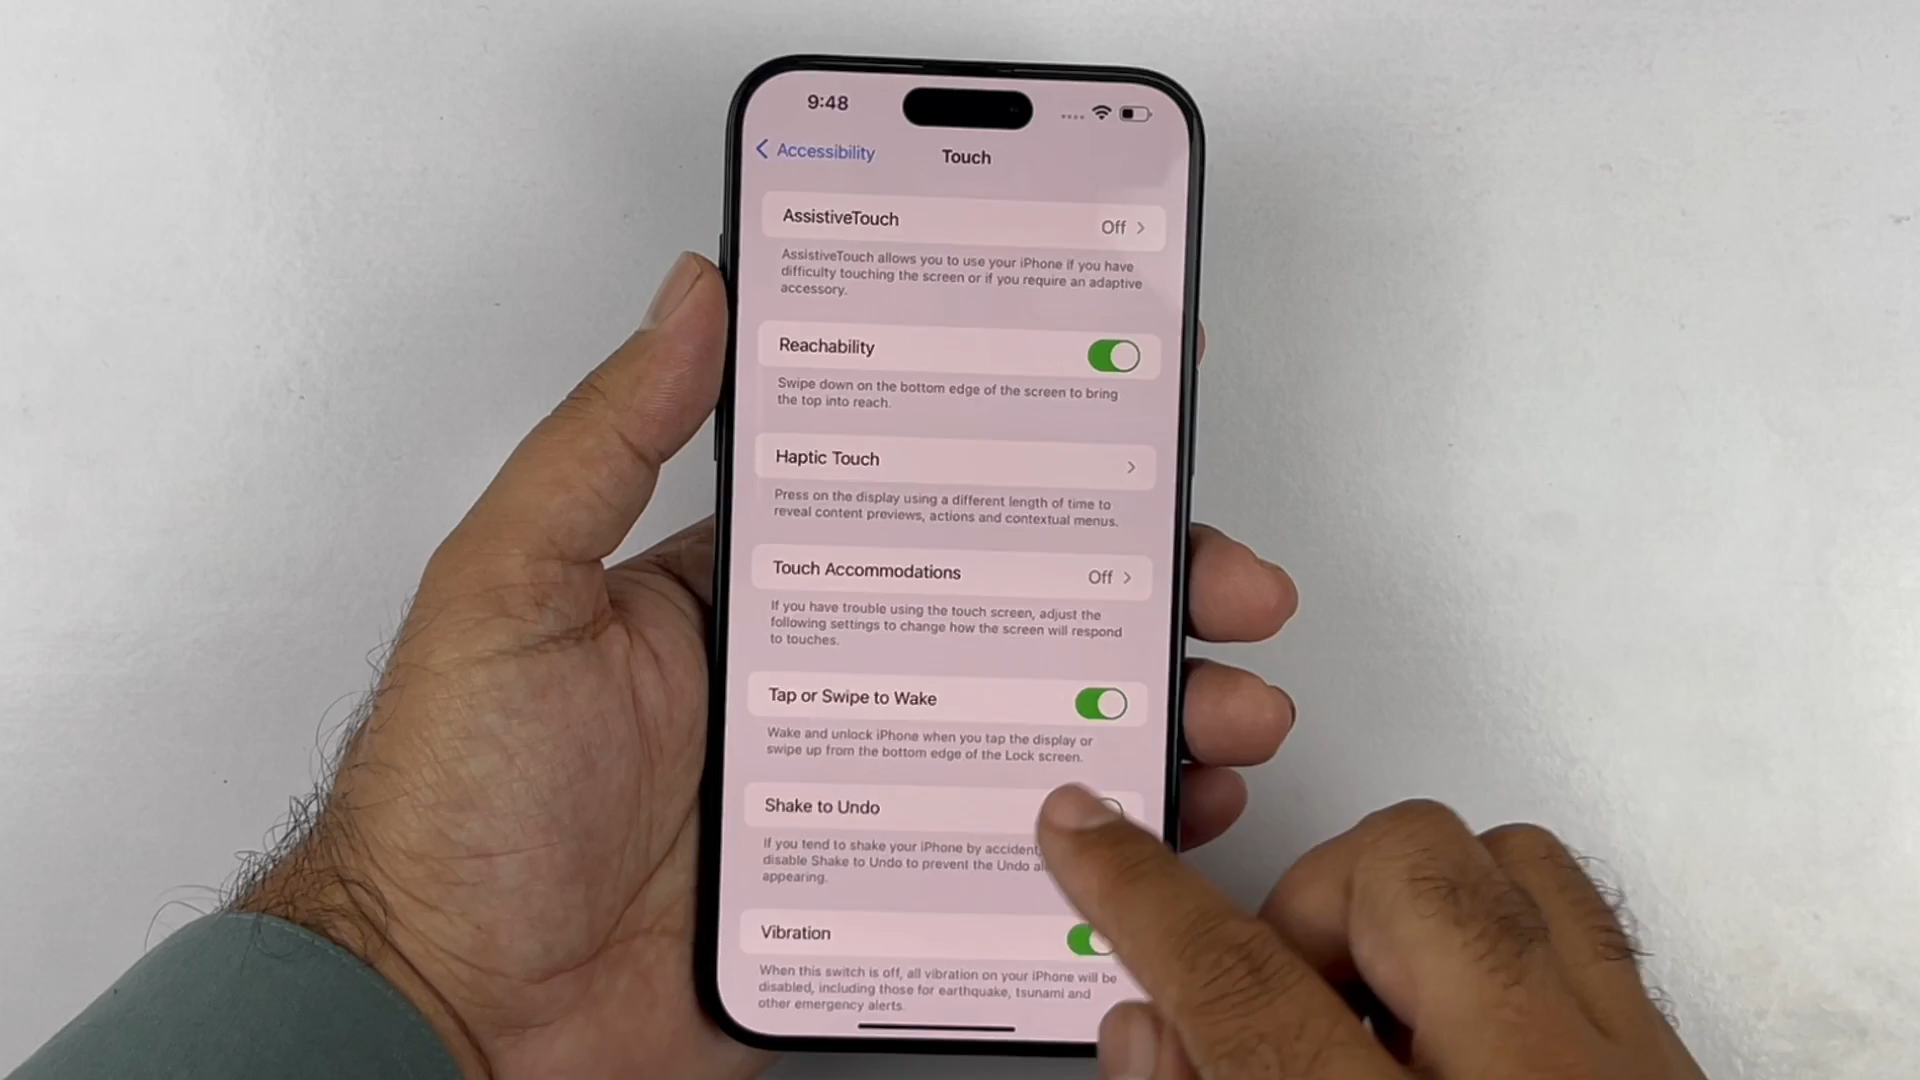 9:48
Accessibility
Touch
AssistiveTouch
Off
AssistiveTouch allows you to use your iPhone if you have
difficulty touching the screen or if you require an adaptive
accessory.
Reachability
Swipe down on the bottom edge of the screen to bring
the top into reach.
Haptic Touch
Press on the display using a different length of time to
reveal content previews, actions and contextual menus.
Touch Accommodations
Off
If you have trouble using the touch screen, adjust the
following settings to change how the screen will respond
to touches.
Tap or Swipe to Wake
Wake and unlock iPhone when you tap the display or
swipe up from the bottom edge of the Lock screen.
Shake to Undo
If you tend to shake your iPhone by accident,
disable Shake to Undo to prevent the Undo
appearing.
Vibration
When this switch is off, all vibration on your iPhone will be
disabled, including those for earthquake, tsunami and
other emergency alerts.